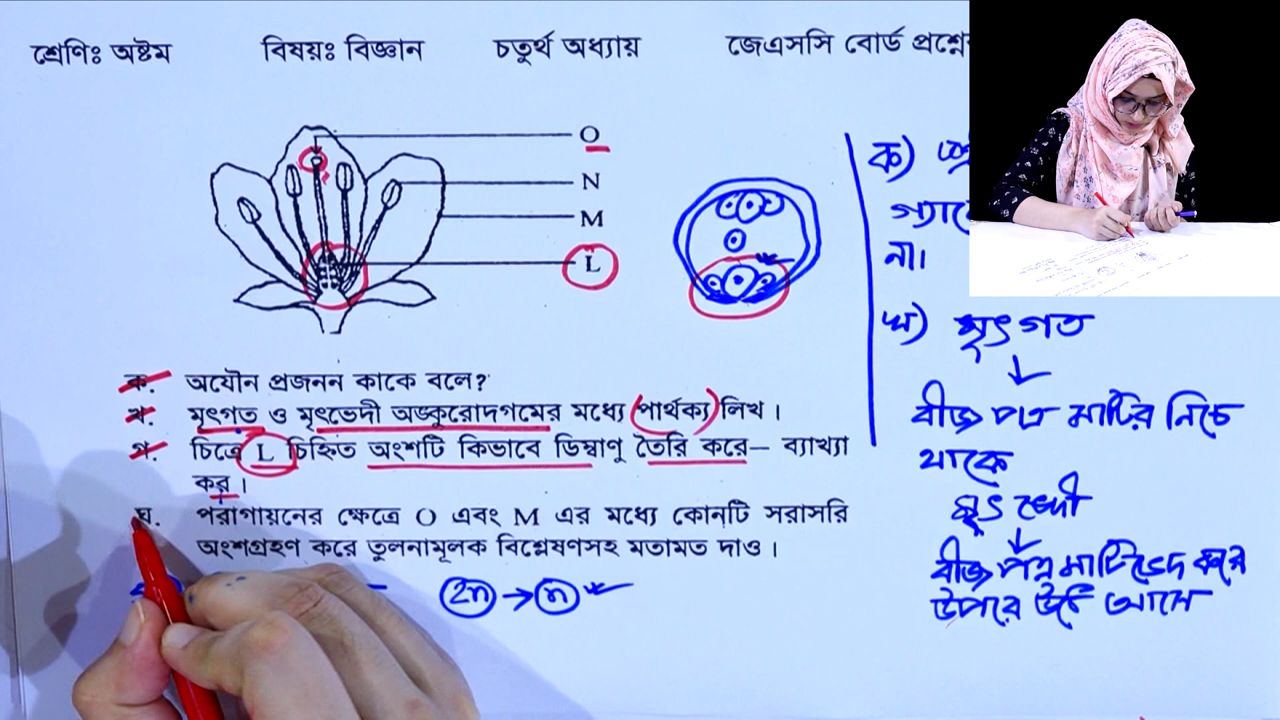 শ্রেণিঃ অষ্টম বিষয়ঃ বিজ্ঞান চতুর্থ অধ্যায় জেএসসি বোর্ড প্রশ্নের
O
N
M
L
ক. অযৌন প্রজনন কাকে বলে?
খ. মৃৎগত ও মৃৎভেদী অঙ্কুরোদগমের মধ্যে পার্থক্য লিখ।
গ. চিত্রে L চিহ্নিত অংশটি কিভাবে ডিম্বাণু তৈরি করে– ব্যাখ্যা
কর।
ঘ. পরাগায়নের ক্ষেত্রে O এবং M এর মধ্যে কোনটি সরাসরি
অংশগ্রহণ করে তুলনামূলক বিশ্লেষণসহ মতামত দাও।
2n → n
ক)
না।
খ) মৃৎগত
বীজপত্র মাটির নিচে
থাকে
মৃৎভেদী
বীজপত্র মাটিভেদ করে
উপরে উঠে আসে